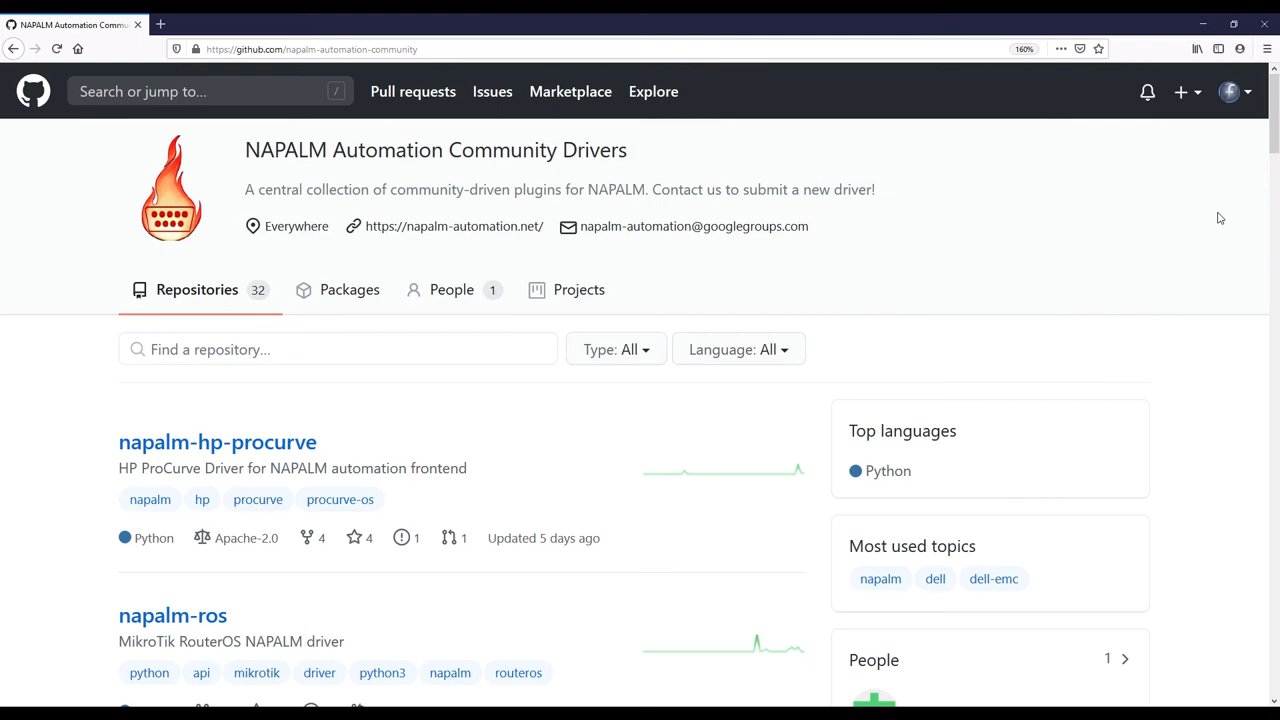 NAPALM Automation Commu
https://github.com/napalm-automation-community
160%
Search or jump to...
/
Pull requests
Issues
Marketplace
Explore
NAPALM Automation Community Drivers
A central collection of community-driven plugins for NAPALM. Contact us to submit a new driver!
Everywhere
https://napalm-automation.net/
napalm-automation@googlegroups.com
Repositories 32
Packages
People 1
Projects
Find a repository...
Type: All
Language: All
napalm-hp-procurve
HP ProCurve Driver for NAPALM automation frontend
napalm hp procurve procurve-os
Python Apache-2.0 4 4 1 1 Updated 5 days ago
napalm-ros
MikroTik RouterOS NAPALM driver
python api mikrotik driver python3 napalm routeros
Top languages
Python
Most used topics
napalm dell dell-emc
People 1